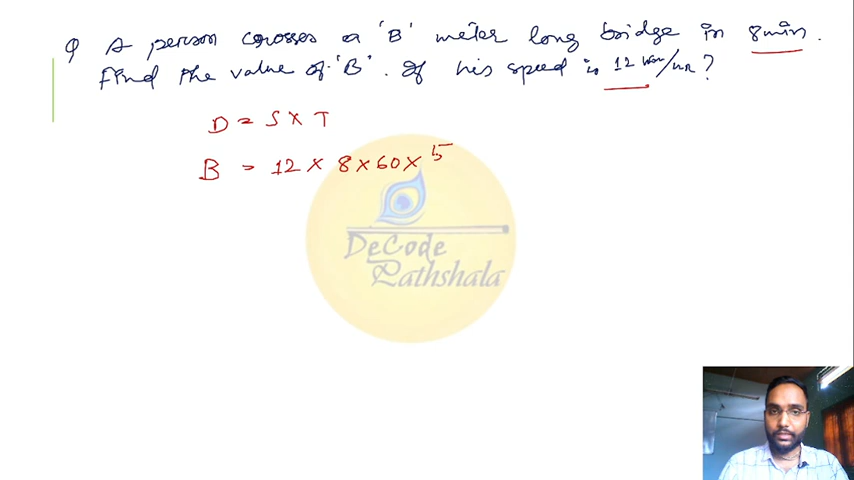 Q A person crosses a 'B' meter long bridge in 8min.
Find the value of 'B'. If his speed is 12 km/hr?
D = S × T
B = 12 × 8 × 60 × 5
DeCode
Pathshala